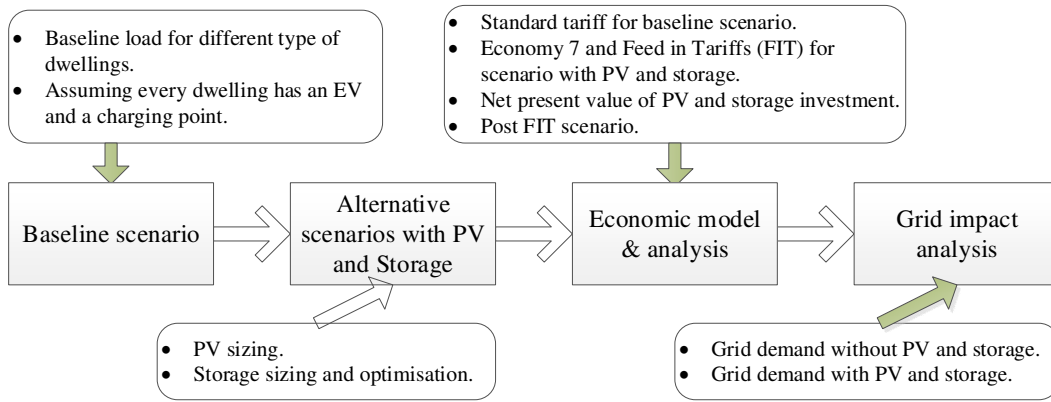 • Baseline load for different type of
dwellings.
• Assuming every dwelling has an EV
and a charging point.
• Standard tariff for baseline scenario.
• Economy 7 and Feed in Tariffs (FIT) for
scenario with PV and storage.
• Net present value of PV and storage investment.
• Post FIT scenario.
Baseline scenario
Alternative
scenarios with PV
and Storage
Economic model
& analysis
Grid impact
analysis
• PV sizing.
• Storage sizing and optimisation.
• Grid demand without PV and storage.
• Grid demand with PV and storage.